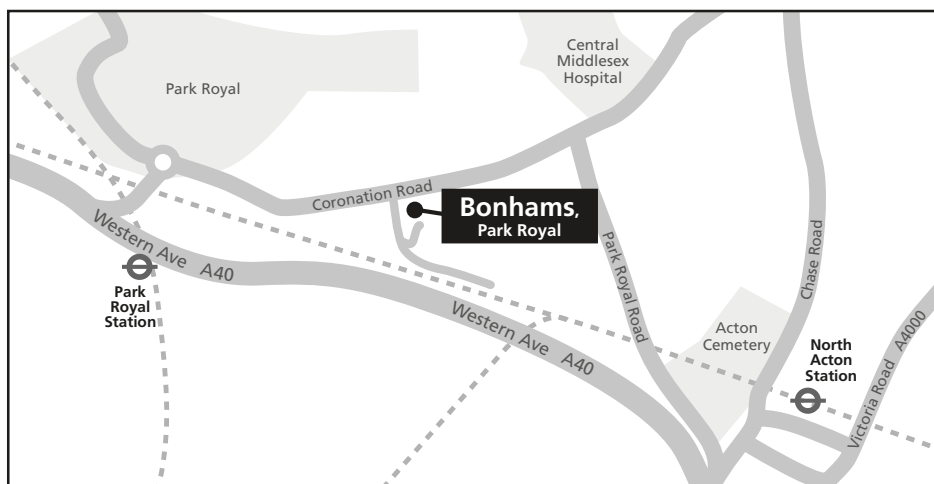 Central
Middlesex
Hospital
Park Royal
Coronation Road
Bonhams,
Park Royal
Western Ave A40
Park
Royal
Station
Park Royal Road
Chase Road
Western Ave A40
Acton
Cemetery
North
Acton
Station
Victoria Road A4000